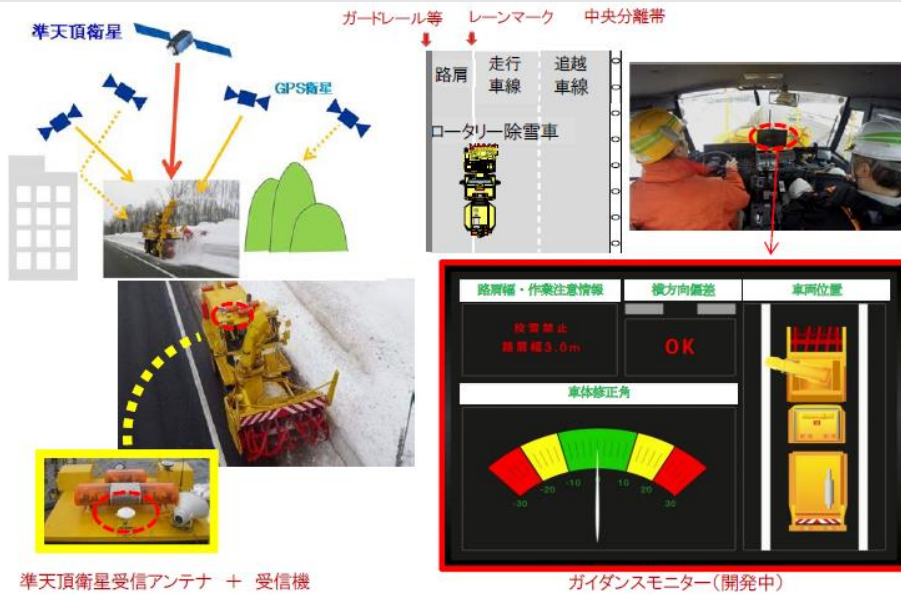 準天頂衛星
GPS衛星
ガードレール等
レーンマーク
中央分離帯
路肩
走行
車線
追越
車線
ロータリー除雪車
路肩幅・作業注意情報
横方向偏差
車両位置
投雪禁止
路肩幅3.0m
OK
車体修正角
-30
-20
-10
0
10
20
30
準天頂衛星受信アンテナ + 受信機
ガイダンスモニター(開発中)